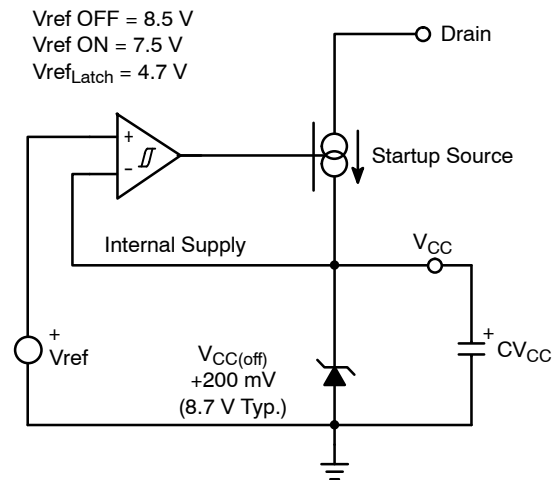 Vref OFF = 8.5 V
Vref ON = 7.5 V
VrefLatch = 4.7 V
Drain
+
-
Startup Source
Internal Supply
VCC
+
Vref
VCC(off)
+200 mV
(8.7 V Typ.)
+
CVCC